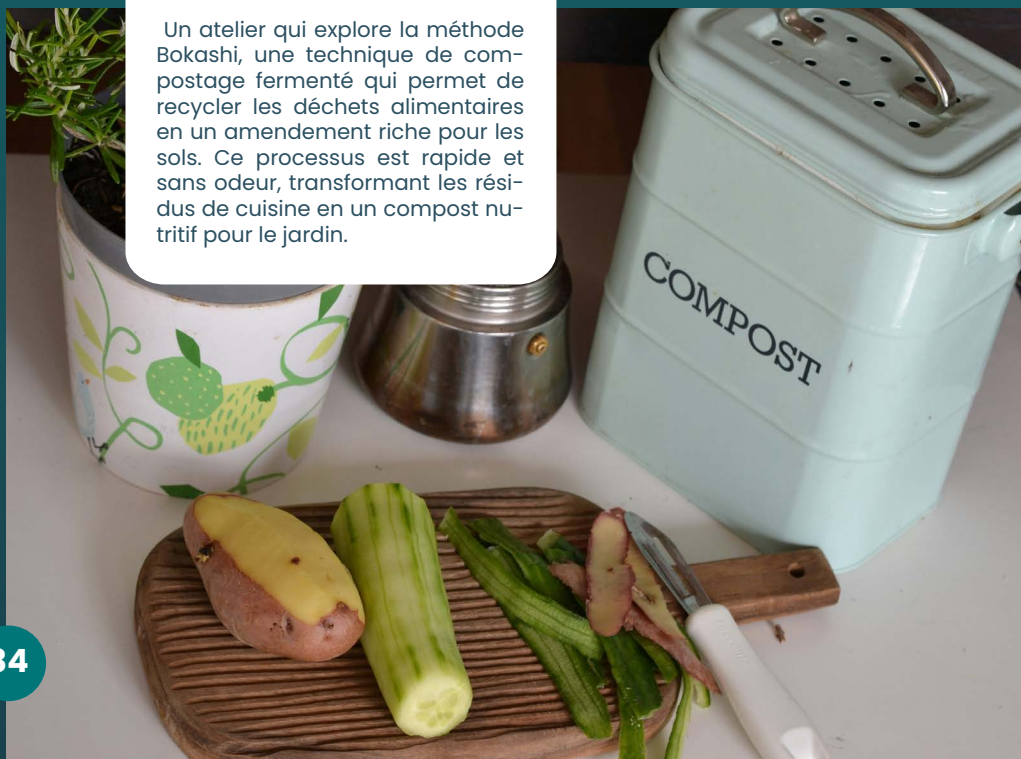 Un atelier qui explore la méthode
Bokashi, une technique de com-
postage fermenté qui permet de
recycler les déchets alimentaires
en un amendement riche pour les
sols. Ce processus est rapide et
sans odeur, transformant les rési-
dus de cuisine en un compost nu-
tritif pour le jardin.
COMPOST
34